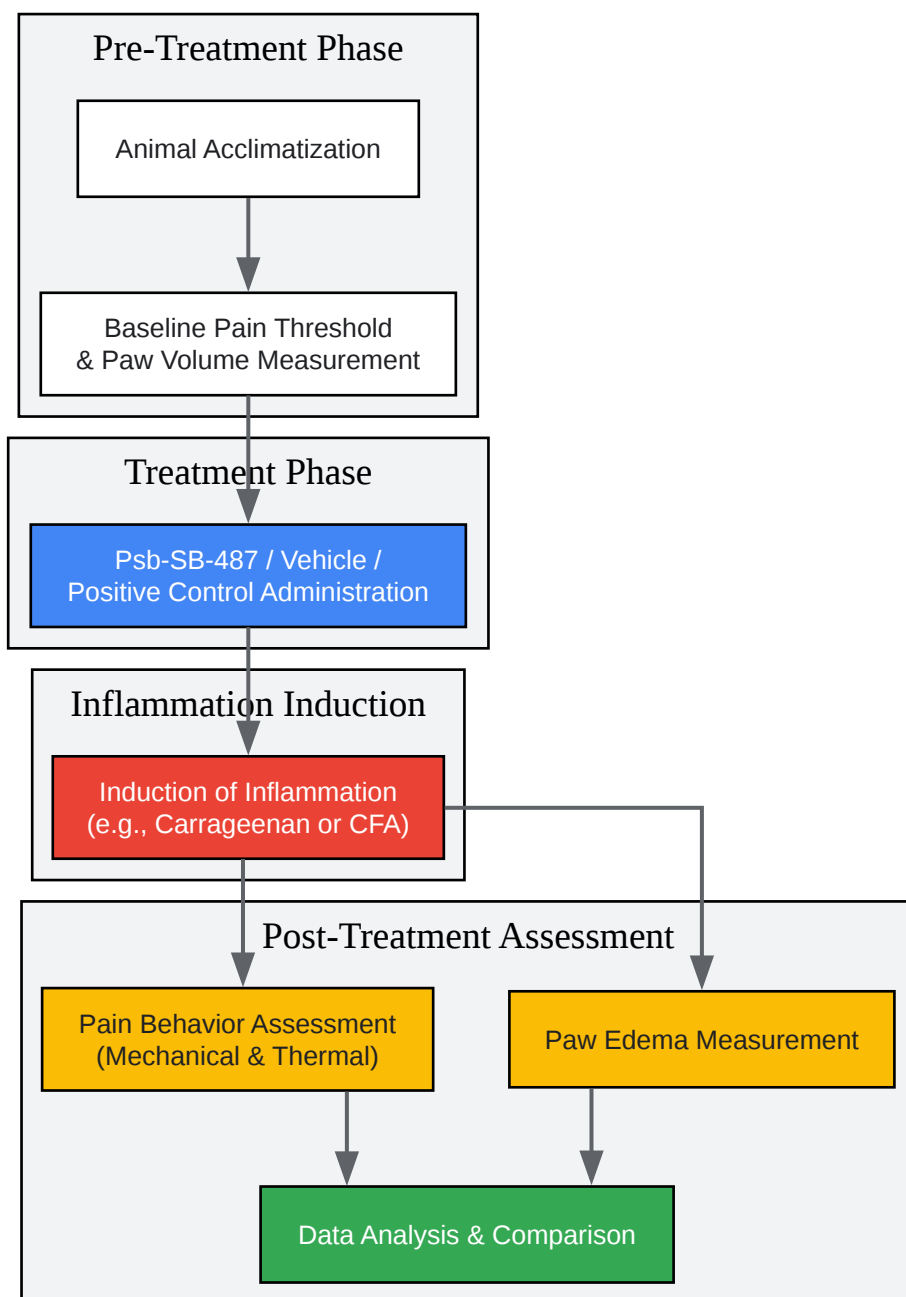 Pre-Treatment Phase
Animal Acclimatization
Baseline Pain Threshold
& Paw Volume Measurement
Treatment Phase
Psb-SB-487 / Vehicle /
Positive Control Administration
Inflammation Induction
Induction of Inflammation
(e.g., Carrageenan or CFA)
Post-Treatment Assessment
Pain Behavior Assessment
(Mechanical & Thermal)
Paw Edema Measurement
Data Analysis & Comparison